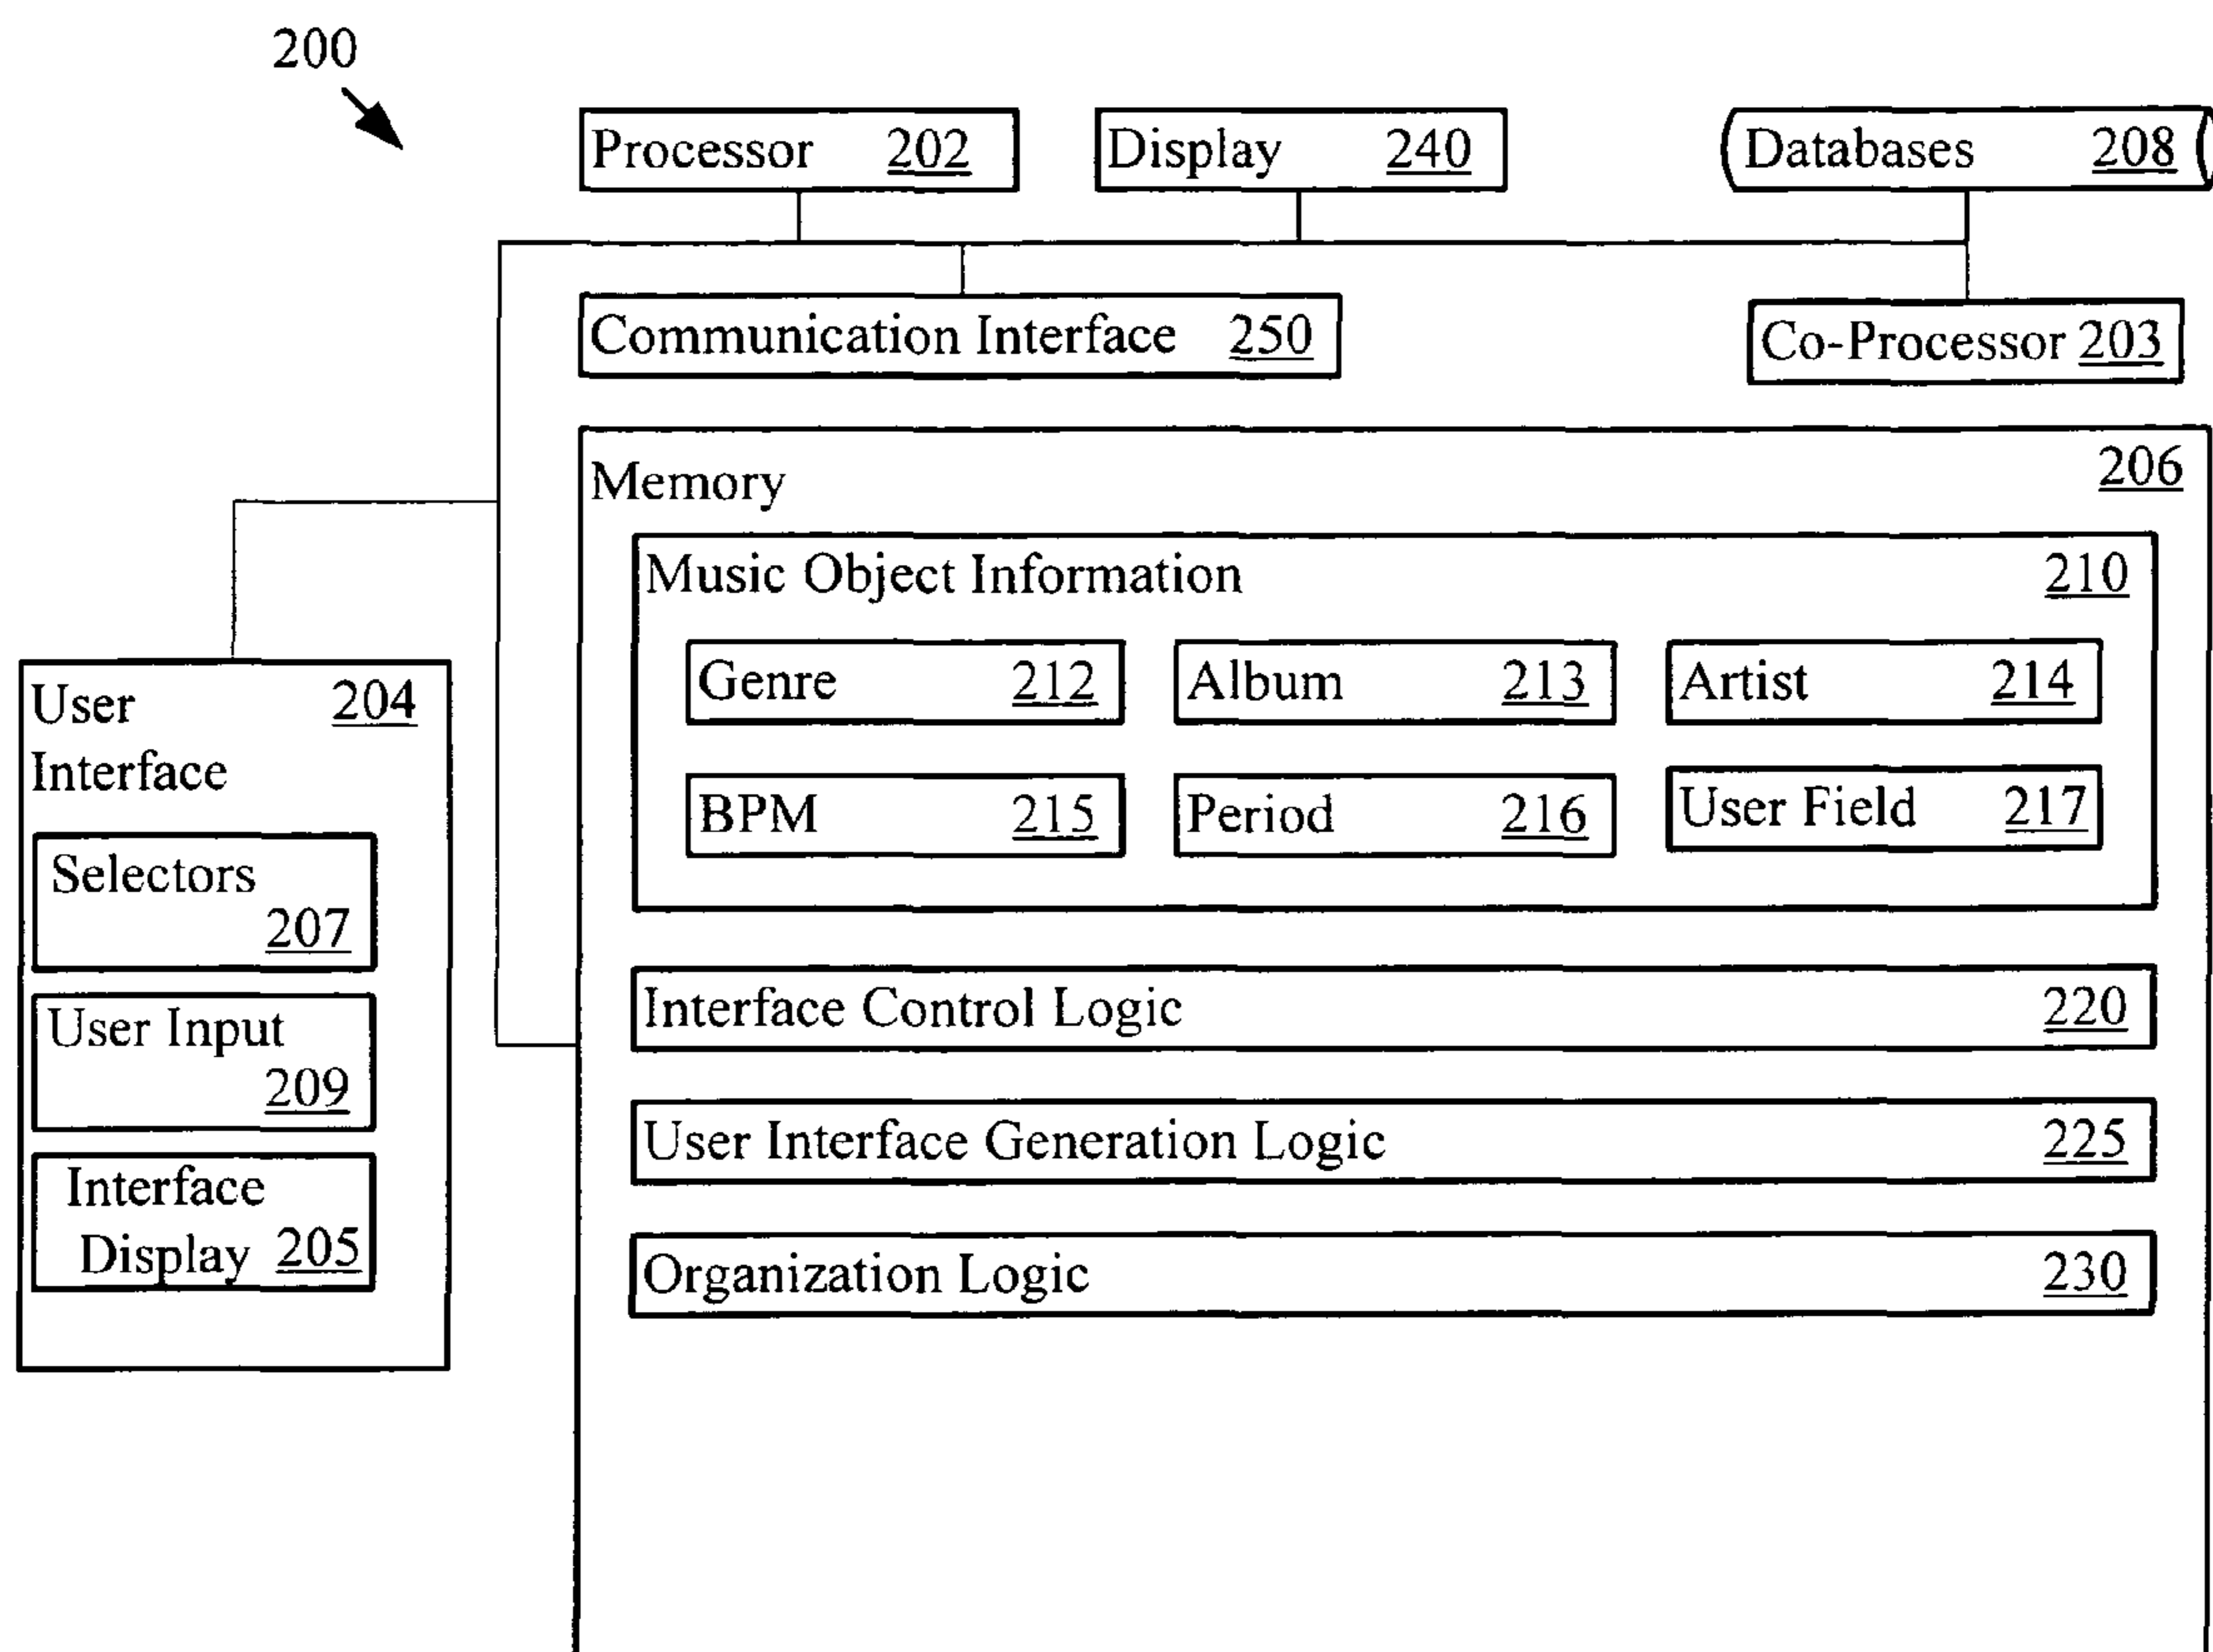 200
Processor 202
Display 240
Databases 208
Communication Interface 250
Co-Processor 203
Memory 206
Music Object Information 210
Genre 212
Album 213
Artist 214
BPM 215
Period 216
User Field 217
User 204
Interface
Selectors
207
User Input
209
Interface
Display 205
Interface Control Logic 220
User Interface Generation Logic 225
Organization Logic 230